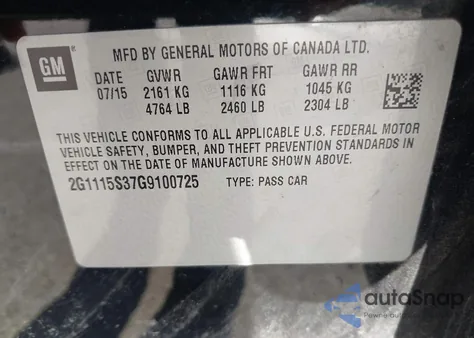 GM
MFD BY GENERAL MOTORS OF CANADA LTD.
DATE GVWR GAWR FRT GAWR RR
07/15 2161 KG 1116 KG 1045 KG
4764 LB 2460 LB 2304 LB
THIS VEHICLE CONFORMS TO ALL APPLICABLE U.S. FEDERAL MOTOR
VEHICLE SAFETY, BUMPER, AND THEFT PREVENTION STANDARDS IN
EFFECT ON THE DATE OF MANUFACTURE SHOWN ABOVE.
2G1115S37G9100725 TYPE: PASS CAR
autoSnap
Pewne auto